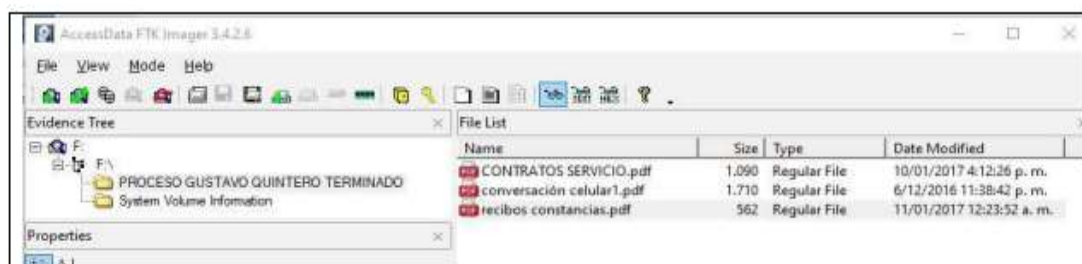 AccessData FTK Imager 3.4.2.6
File View Mode Help
Evidence Tree
F:
F:\
PROCESO GUSTAVO QUINTERO TERMINADO
System Volume Information
Properties
File List
Name Size Type Date Modified
CONTRATOS SERVICIO.pdf 1.090 Regular File 10/01/2017 4:12:26 p. m.
conversación celular1.pdf 1.710 Regular File 6/12/2016 11:38:42 p. m.
recibos constancias.pdf 562 Regular File 11/01/2017 12:23:52 a. m.